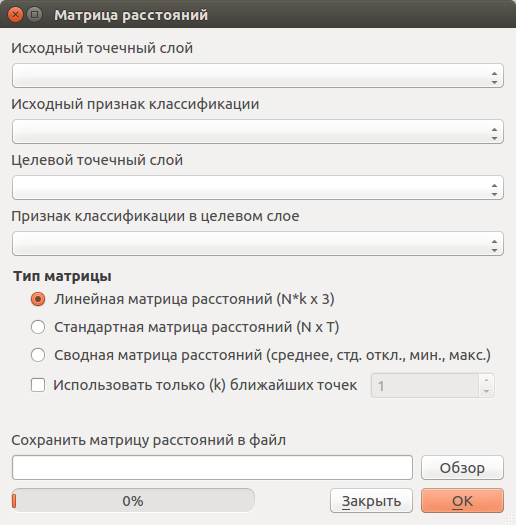 Матрица расстояний
Исходный точечный слой
Исходный признак классификации
Целевой точечный слой
Признак классификации в целевом слое
Тип матрицы
Линейная матрица расстояний (N*k x 3)
Стандартная матрица расстояний (N x T)
Сводная матрица расстояний (среднее, стд. откл., мин., макс.)
Использовать только (k) ближайших точек 1
Сохранить матрицу расстояний в файл
Обзор
0% Закрыть OK